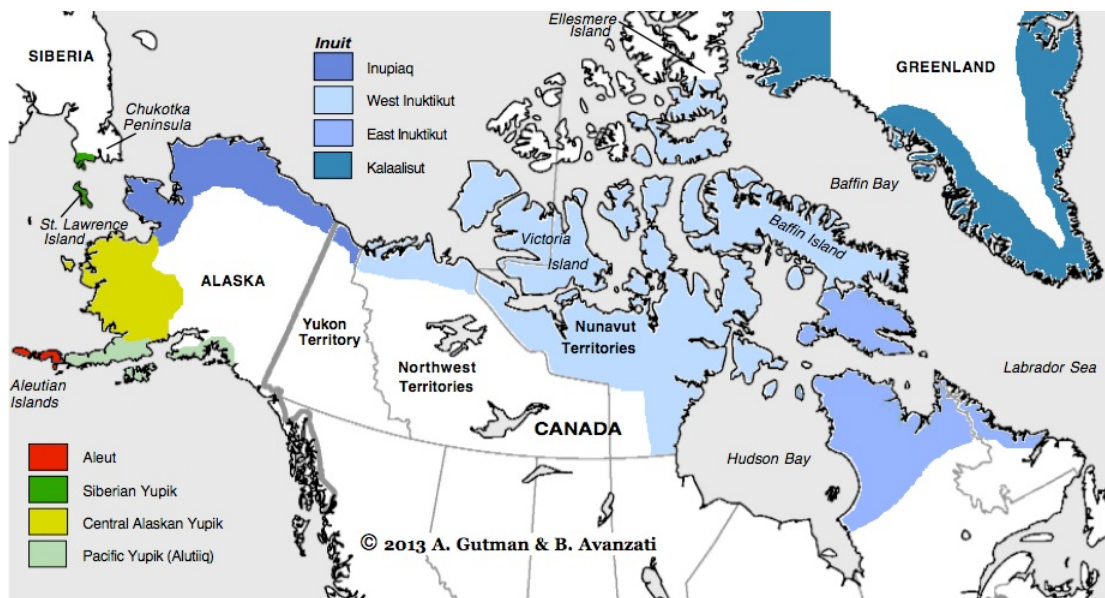 Ellesmere
Island
SIBERIA
Inuit
Inupiaq
West Inuktikut
East Inuktikut
Kalaalisut
GREENLAND
Chukotka
Peninsula
St. Lawrence
Island
Baffin Bay
Victoria
Island
Baffin Island
ALASKA
Yukon
Territory
Nunavut
Territories
Northwest
Territories
Labrador Sea
Aleutian
Islands
CANADA
Hudson Bay
Aleut
Siberian Yupik
Central Alaskan Yupik
Pacific Yupik (Alutiiq)
© 2013 A. Gutman & B. Avanzati